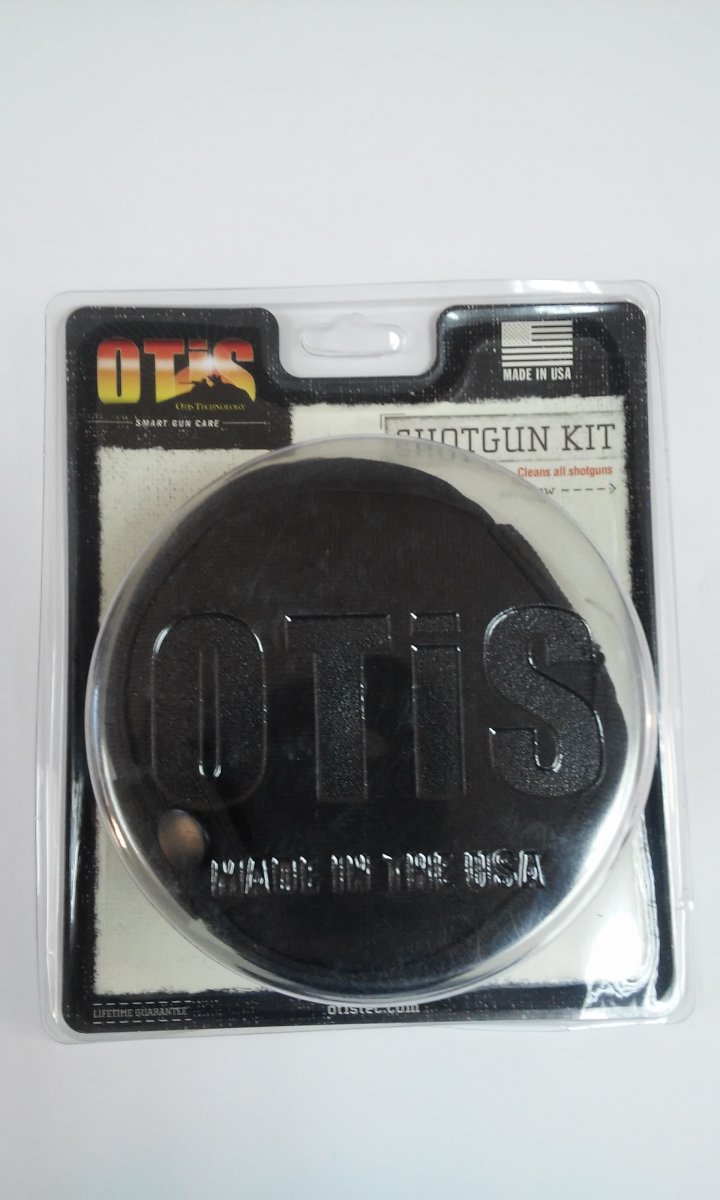 OTiS
OTIS TECHNOLOGY
SMART GUN CARE
MADE IN USA
SHOTGUN KIT
Cleans all shotguns
OTiS
MADE IN THE USA
LIFETIME GUARANTEE
otistec.com